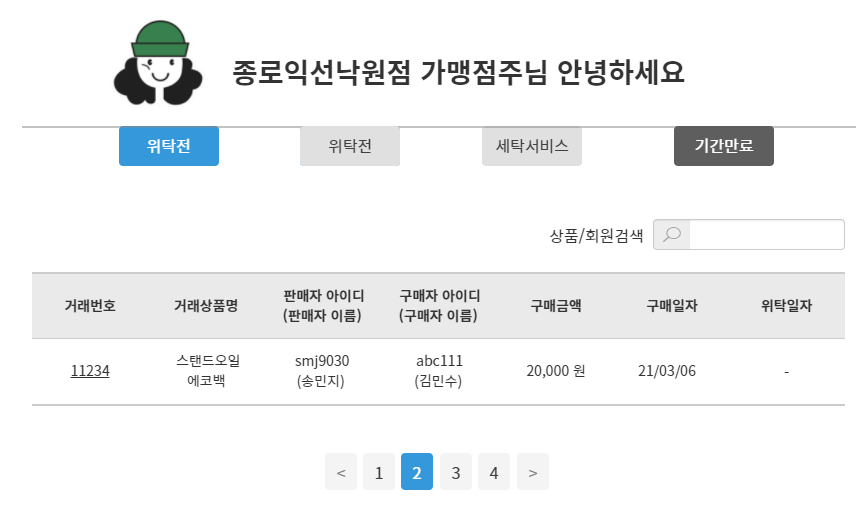 종로익선낙원점 가맹점주님 안녕하세요
위탁전 위탁전 세탁서비스 기간만료
상품/회원검색
거래번호 거래상품명 판매자 아이디 (판매자 이름) 구매자 아이디 (구매자 이름) 구매금액 구매일자 위탁일자
11234 스탠드오일 에코백 smj9030 (송민지) abc111 (김민수) 20,000 원 21/03/06 -
< 1 2 3 4 >